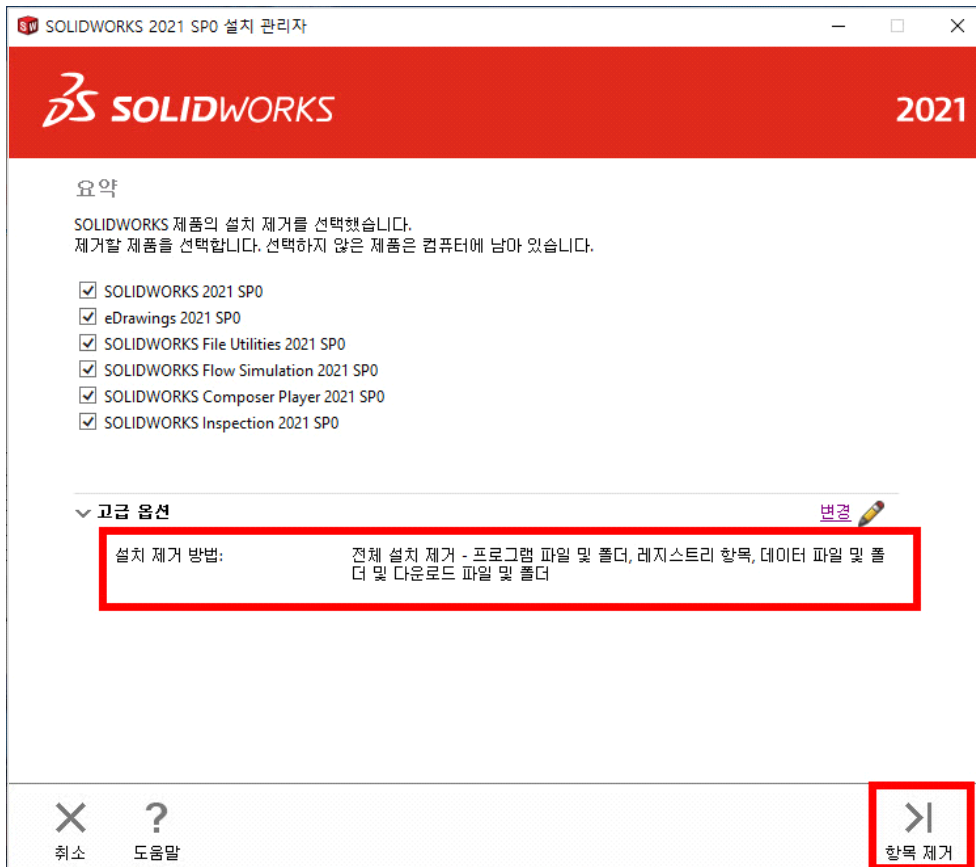 SOLIDWORKS 2021 SP0 설치 관리자
SOLIDWORKS
2021
요약
SOLIDWORKS 제품의 설치 제거를 선택했습니다.
제거할 제품을 선택합니다. 선택하지 않은 제품은 컴퓨터에 남아 있습니다.
SOLIDWORKS 2021 SP0
eDrawings 2021 SP0
SOLIDWORKS File Utilities 2021 SP0
SOLIDWORKS Flow Simulation 2021 SP0
SOLIDWORKS Composer Player 2021 SP0
SOLIDWORKS Inspection 2021 SP0
고급 옵션 변경
설치 제거 방법: 전체 설치 제거 - 프로그램 파일 및 폴더, 레지스트리 항목, 데이터 파일 및 폴
더 및 다운로드 파일 및 폴더
취소 도움말 항목 제거